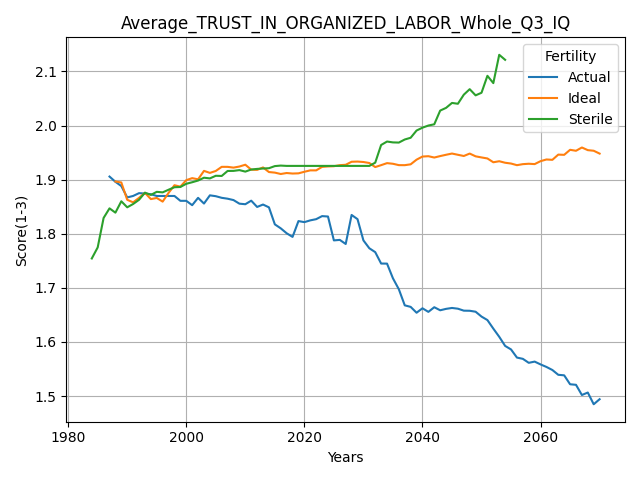 Average_TRUST_IN_ORGANIZED_LABOR_Whole_Q3_IQ
Fertility
Actual
Ideal
Sterile
Score(1-3)
2.1
2.0
1.9
1.8
1.7
1.6
1.5
1980 2000 2020 2040 2060
Years